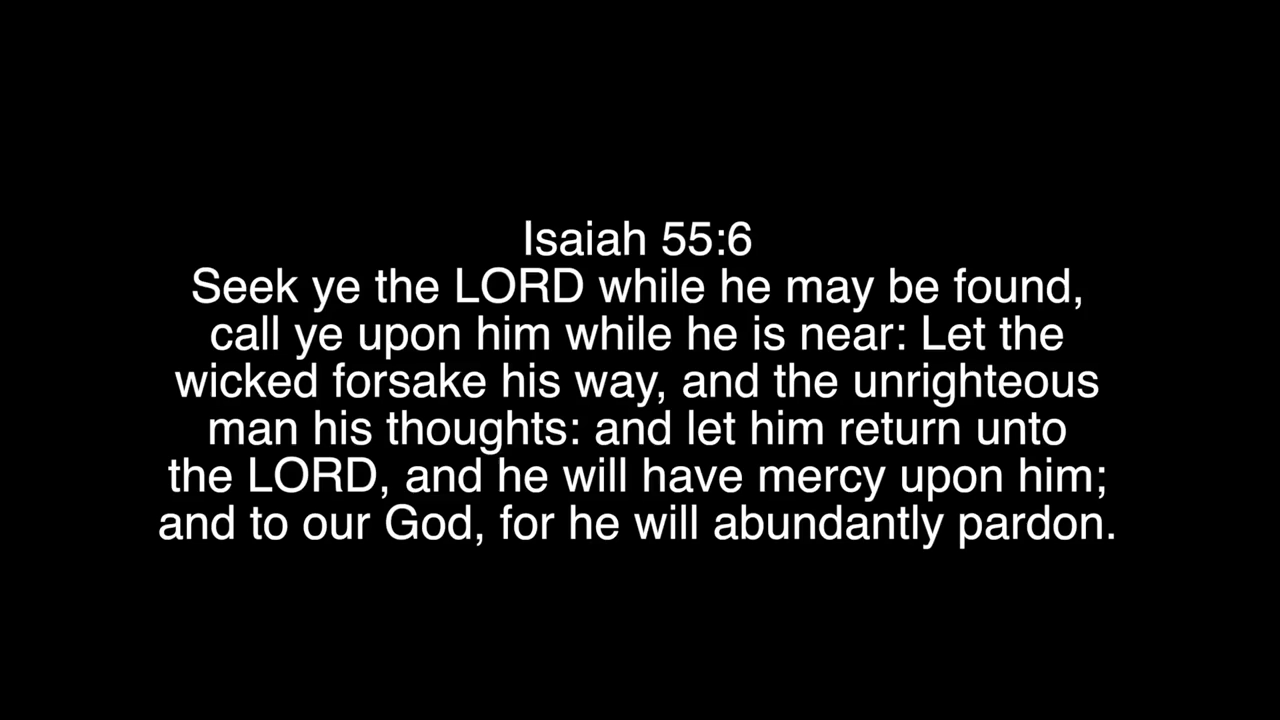 Isaiah 55:6
Seek ye the LORD while he may be found,
call ye upon him while he is near: Let the
wicked forsake his way, and the unrighteous
man his thoughts: and let him return unto
the LORD, and he will have mercy upon him;
and to our God, for he will abundantly pardon.